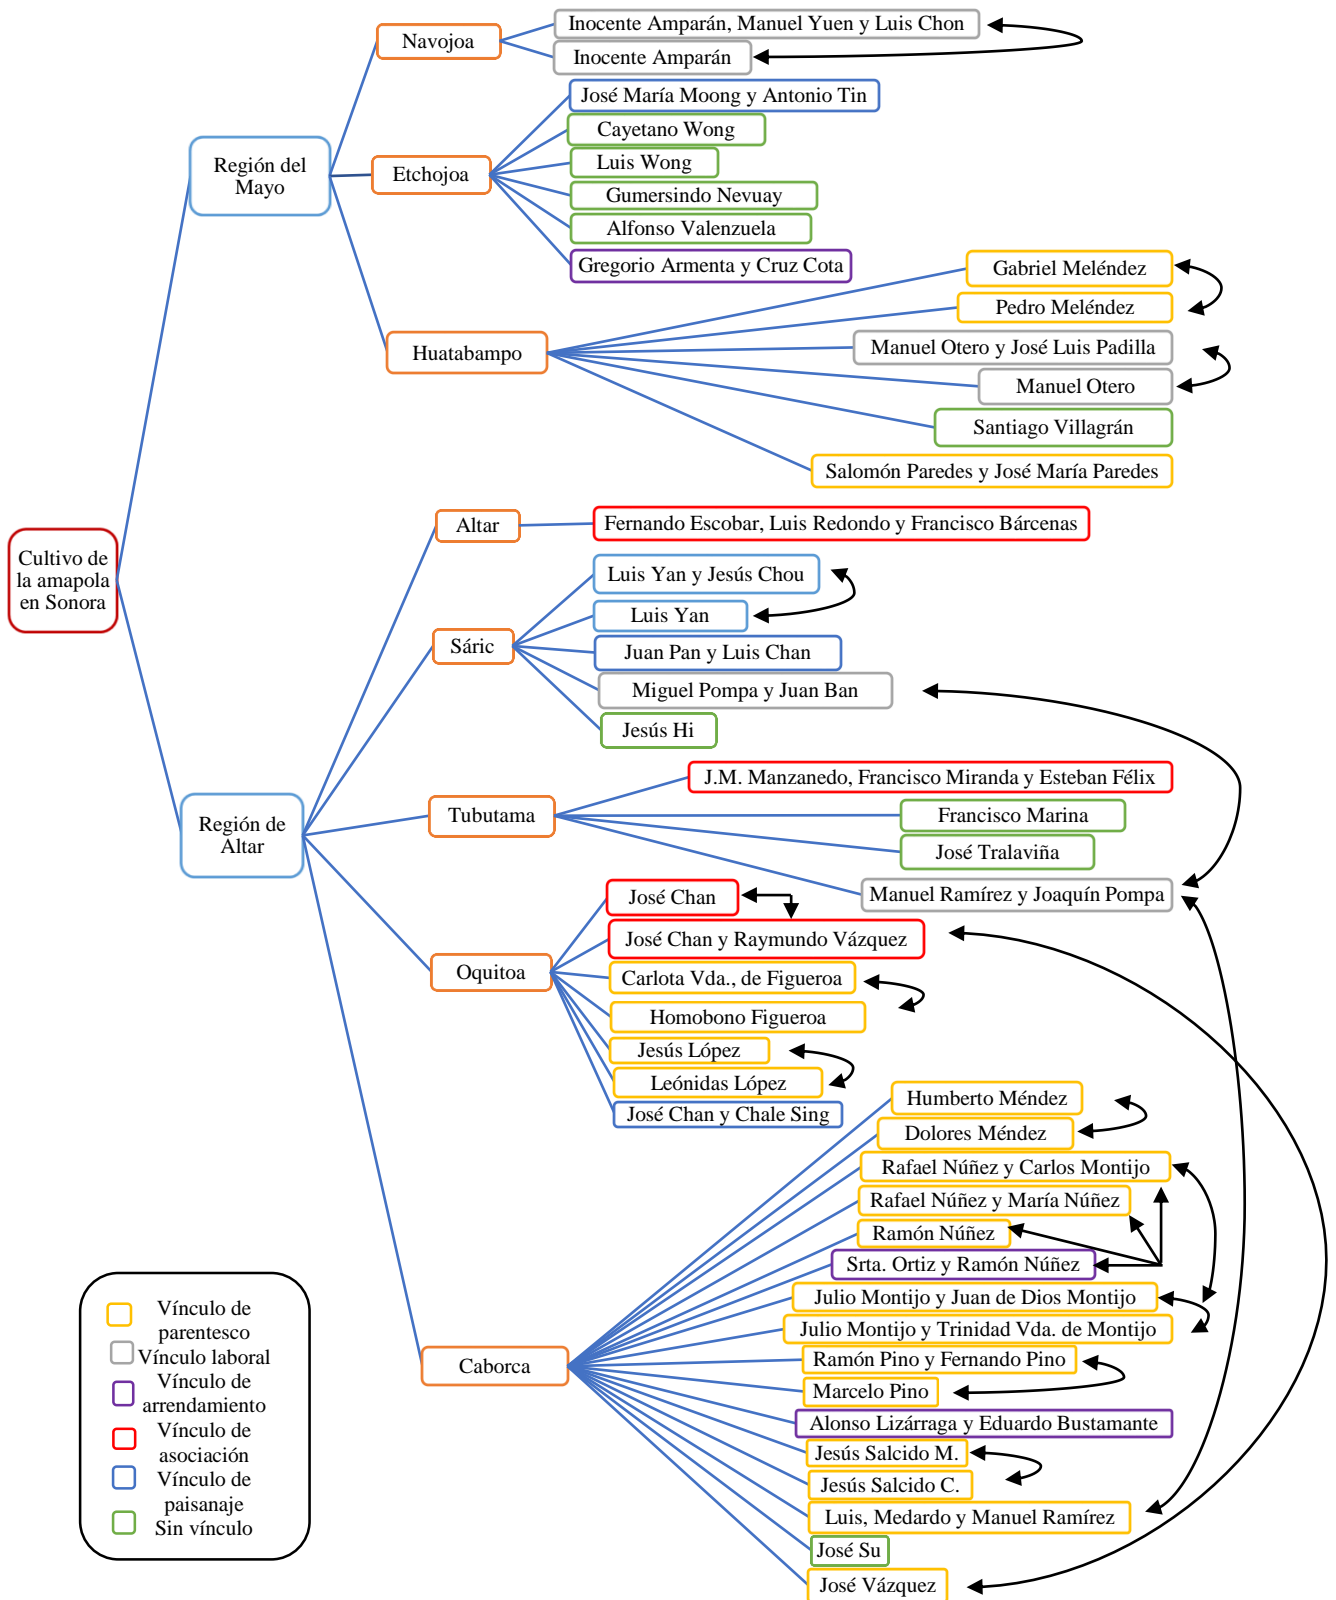 Cultivo de
la amapola
en Sonora
Región del
Mayo
Navojoa
Inocente Amparán, Manuel Yuen y Luis Chon
Inocente Amparán
Etchojoa
José María Moong y Antonio Tin
Cayetano Wong
Luis Wong
Gumersindo Nevuay
Alfonso Valenzuela
Gregorio Armenta y Cruz Cota
Huatabampo
Gabriel Meléndez
Pedro Meléndez
Manuel Otero y José Luis Padilla
Manuel Otero
Santiago Villagrán
Salomón Paredes y José María Paredes
Región de
Altar
Altar
Fernando Escobar, Luis Redondo y Francisco Bárcenas
Sáric
Luis Yan y Jesús Chou
Luis Yan
Juan Pan y Luis Chan
Miguel Pompa y Juan Ban
Jesús Hi
Tubutama
J.M. Manzanedo, Francisco Miranda y Esteban Félix
Francisco Marina
José Tralaviña
Manuel Ramírez y Joaquín Pompa
Oquitoa
José Chan
José Chan y Raymundo Vázquez
Carlota Vda., de Figueroa
Homobono Figueroa
Jesús López
Leónidas López
José Chan y Chale Sing
Caborca
Humberto Méndez
Dolores Méndez
Rafael Núñez y Carlos Montijo
Rafael Núñez y María Núñez
Ramón Núñez
Srta. Ortiz y Ramón Núñez
Julio Montijo y Juan de Dios Montijo
Julio Montijo y Trinidad Vda. de Montijo
Ramón Pino y Fernando Pino
Marcelo Pino
Alonso Lizárraga y Eduardo Bustamante
Jesús Salcido M.
Jesús Salcido C.
Luis, Medardo y Manuel Ramírez
José Su
José Vázquez
Vínculo de
parentesco
Vínculo laboral
Vínculo de
arrendamiento
Vínculo de
asociación
Vínculo de
paisanaje
Sin vínculo